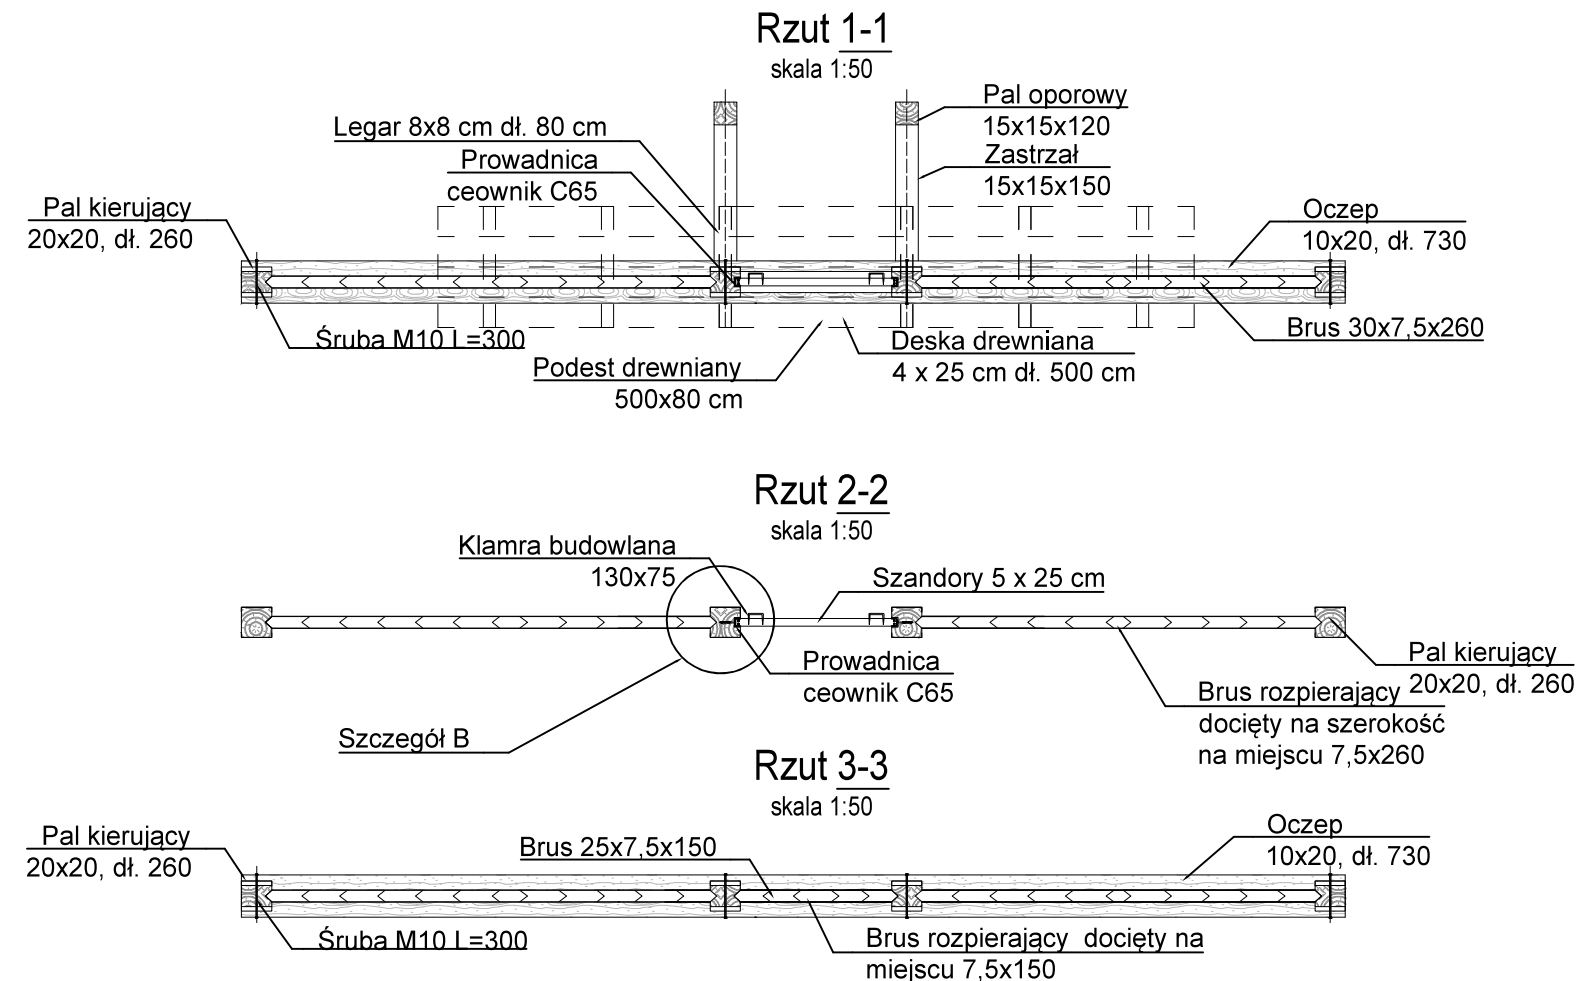 Rzut 1-1
skala 1:50
Pal oporowy
15x15x120
Legar 8x8 cm dł. 80 cm
Zastrzał
15x15x150
Prowadnica
ceownik C65
Pal kierujący
20x20, dł. 260
Oczep
10x20, dł. 730
Śruba M10 L=300
Brus 30x7,5x260
Deska drewniana
4 x 25 cm dł. 500 cm
Podest drewniany
500x80 cm
Rzut 2-2
skala 1:50
Klamra budowlana
130x75
Szandory 5 x 25 cm
Prowadnica
ceownik C65
Pal kierujący
20x20, dł. 260
Brus rozpierający
docięty na szerokość
na miejscu 7,5x260
Szczegół B
Rzut 3-3
skala 1:50
Pal kierujący
20x20, dł. 260
Brus 25x7,5x150
Oczep
10x20, dł. 730
Śruba M10 L=300
Brus rozpierający docięty na
miejscu 7,5x150